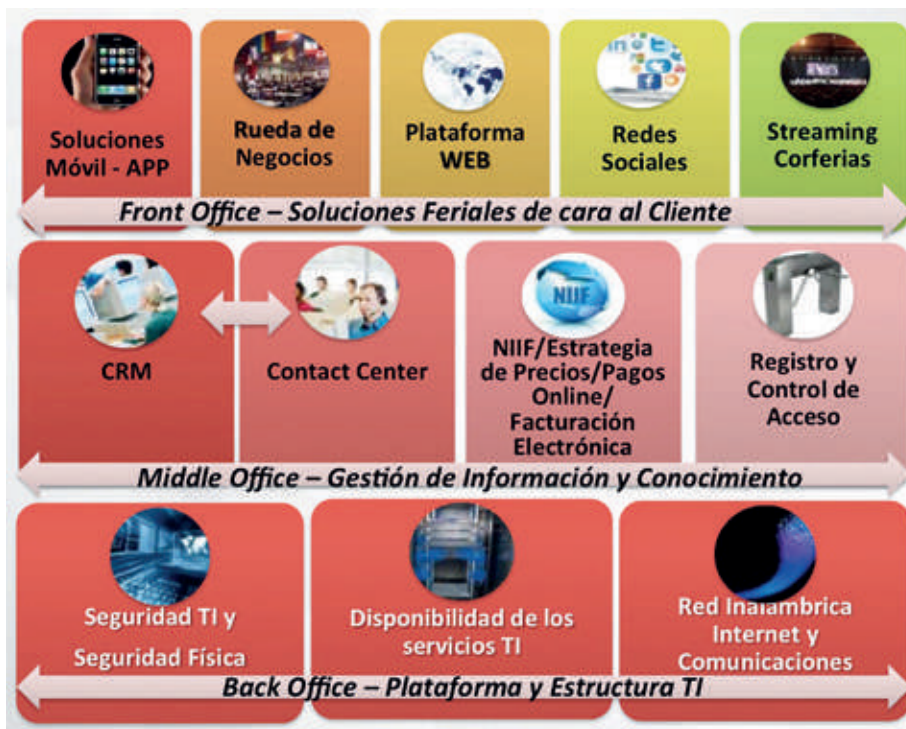 Soluciones
Móvil - APP
Rueda de
Negocios
Plataforma
WEB
Redes
Sociales
Streaming
Corferias
Front Office – Soluciones Feriales de cara al Cliente
CRM
Contact Center
NIIF
NIIF/Estrategia
de Precios/Pagos
Online/
Facturación
Electrónica
Registro y
Control de
Acceso
Middle Office – Gestión de Información y Conocimiento
Seguridad TI y
Seguridad Física
Disponibilidad de los
servicios TI
Red Inalámbrica
Internet y
Comunicaciones
Back Office – Plataforma y Estructura TI